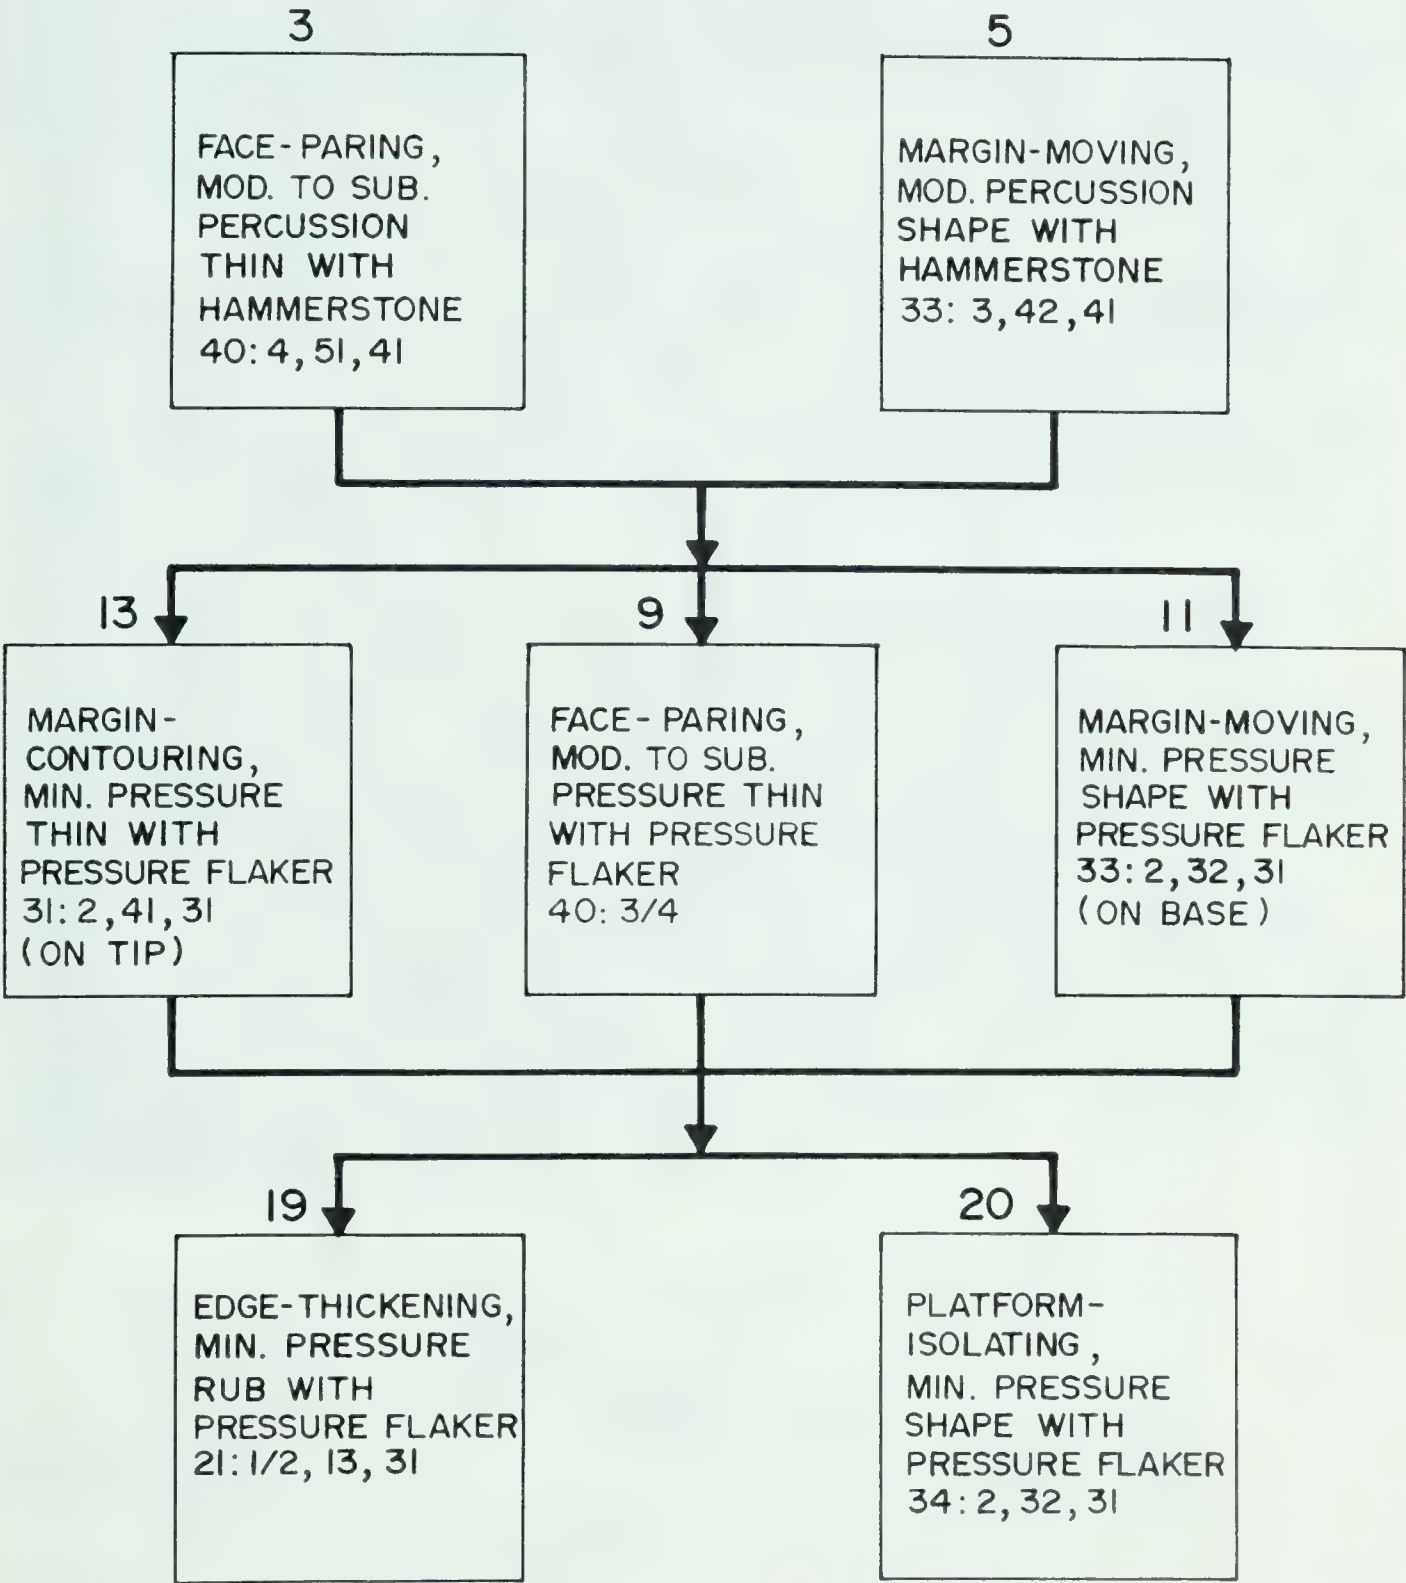 3
FACE-PARING,
MOD. TO SUB.
PERCUSSION
THIN WITH
HAMMERSTONE
40: 4, 51, 41
5
MARGIN-MOVING,
MOD. PERCUSSION
SHAPE WITH
HAMMERSTONE
33: 3, 42, 41
13
MARGIN-
CONTOURING,
MIN. PRESSURE
THIN WITH
PRESSURE FLAKER
31: 2, 41, 31
(ON TIP)
9
FACE-PARING,
MOD. TO SUB.
PRESSURE THIN
WITH PRESSURE
FLAKER
40: 3/4
11
MARGIN-MOVING,
MIN. PRESSURE
SHAPE WITH
PRESSURE FLAKER
33: 2, 32, 31
(ON BASE)
19
EDGE-THICKENING,
MIN. PRESSURE
RUB WITH
PRESSURE FLAKER
21: 1/2, 13, 31
20
PLATFORM-
ISOLATING,
MIN. PRESSURE
SHAPE WITH
PRESSURE FLAKER
34: 2, 32, 31